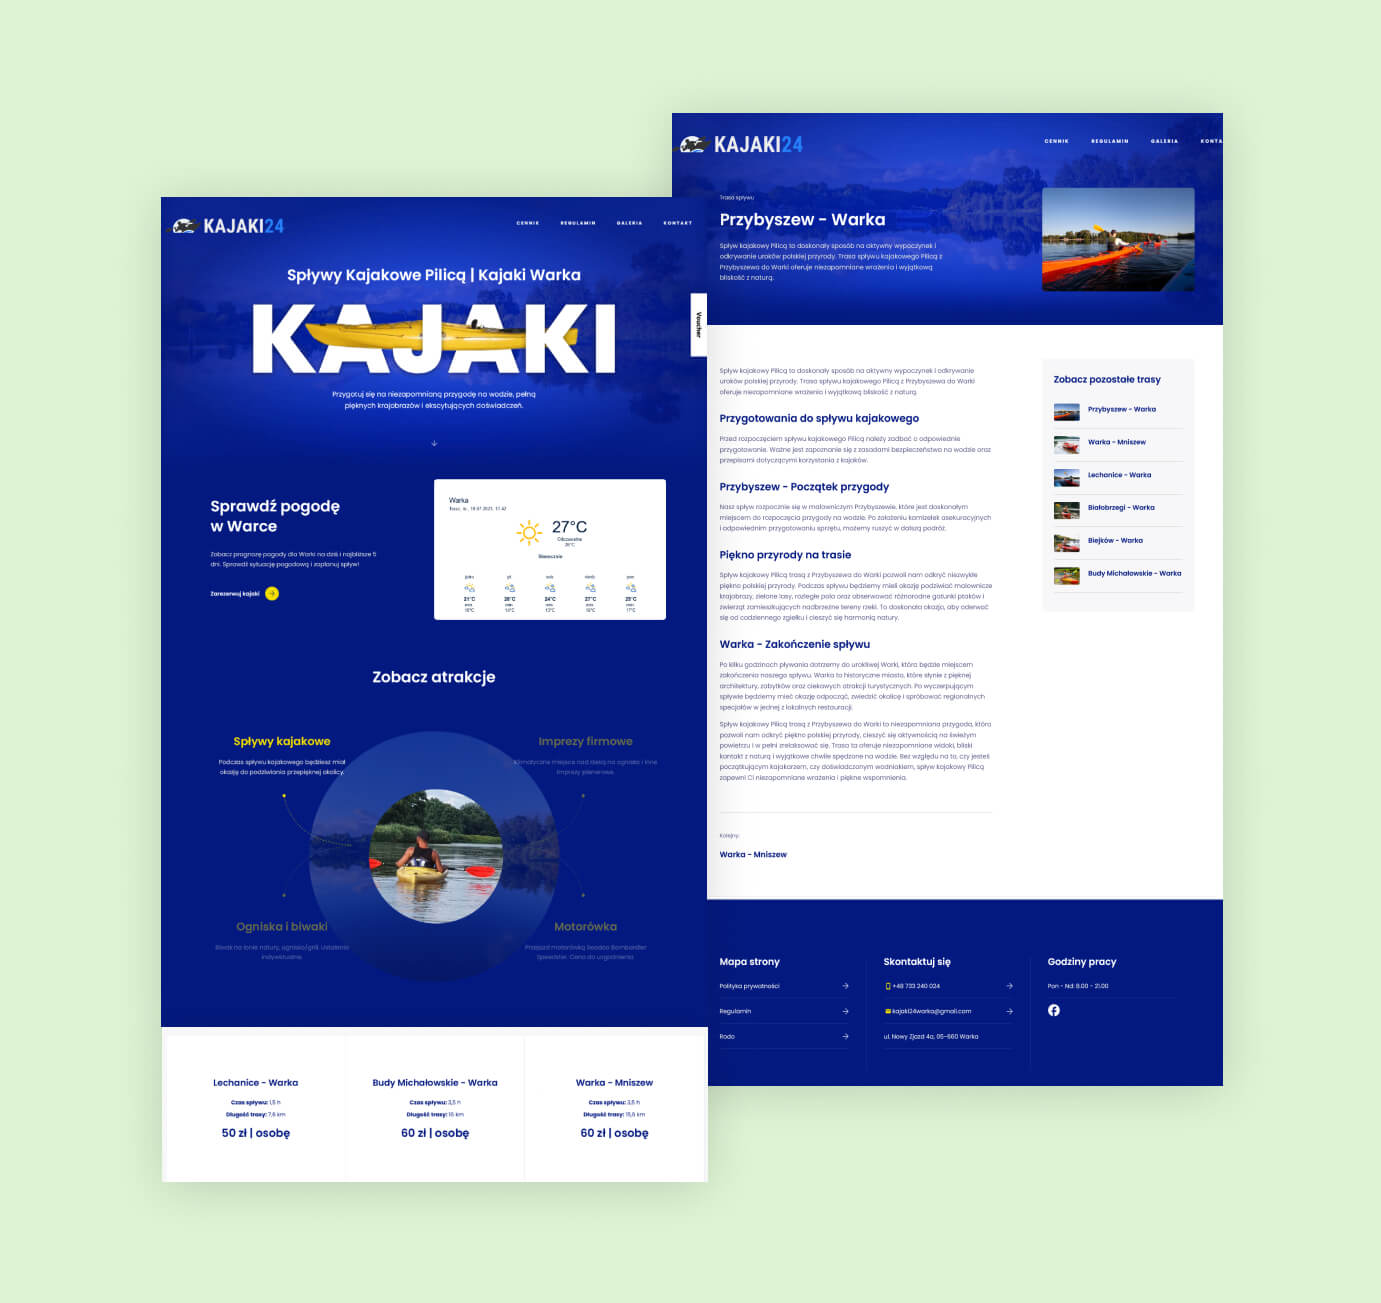 KAJAKI24
CENNIK REGULAMIN GALERIA KONTAKT
Spływy Kajakowe Pilicą | Kajaki Warka
KAJAKI
Voucher
Przygotuj się na niezapomnianą przygodę na wodzie, pełną
pięknych krajobrazów i ekscytujących doświadczeń.
Sprawdź pogodę
w Warce
Zobacz prognozę pogody dla Warki na dziś i najbliższe 5
dni. Sprawdź sytuację pogodową i zaplanuj spływ!
Zarezerwuj kajaki
Warka
27°C
Odczuwalna
Słonecznie
jutro pt sob niedz pon
21°C 26°C 24°C 27°C 25°C
Zobacz atrakcje
Spływy kajakowe
Podczas spływu kajakowego będziesz miał
okazję do podziwiania przepięknej okolicy.
Imprezy firmowe
Klimatyczne miejsce nad rzeką na ognisko i inne
imprezy plenerowe.
Ogniska i biwaki
Biwak na łonie natury, ognisko/grill. Ustalenia
indywidualne.
Motorówka
Przejazd motorówką Seadoo Bombardier
Speedster. Cena do uzgodnienia.
Lechanice - Warka
Czas spływu: 1,5 h
Długość trasy: 7,6 km
50 zł | osobę
Budy Michałowskie - Warka
Czas spływu: 3,5 h
Długość trasy: 16 km
60 zł | osobę
Warka - Mniszew
Czas spływu: 3,5 h
Długość trasy: 15,6 km
60 zł | osobę
KAJAKI24
CENNIK REGULAMIN GALERIA KONTA
Trasa spływu
Przybyszew - Warka
Spływ kajakowy Pilicą to doskonały sposób na aktywny wypoczynek i
odkrywanie uroków polskiej przyrody. Trasa spływu kajakowego Pilicą z
Przybyszewa do Warki oferuje niezapomniane wrażenia i wyjątkową
bliskość z naturą.
Spływ kajakowy Pilicą to doskonały sposób na aktywny wypoczynek i odkrywanie
uroków polskiej przyrody. Trasa spływu kajakowego Pilicą z Przybyszewa do Warki
oferuje niezapomniane wrażenia i wyjątkową bliskość z naturą.
Przygotowania do spływu kajakowego
Przed rozpoczęciem spływu kajakowego Pilicą należy zadbać o odpowiednie
przygotowanie. Ważne jest zapoznanie się z zasadami bezpieczeństwa na wodzie oraz
przepisami dotyczącymi korzystania z kajaków.
Przybyszew - Początek przygody
Nasz spływ rozpocznie się w malowniczym Przybyszewie, które jest doskonałym
miejscem do rozpoczęcia przygody na wodzie. Po założeniu kamizelek asekuracyjnych
i odpowiednim przygotowaniu sprzętu, możemy ruszyć w dalszą podróż.
Piękno przyrody na trasie
Spływ kajakowy Pilicą trasą z Przybyszewa do Warki pozwoli nam odkryć niezwykłe
piękno polskiej przyrody. Podczas spływu będziemy mieli okazję podziwiać malownicze
krajobrazy, zielone lasy, rozległe pola oraz obserwować różnorodne gatunki ptaków i
zwierząt zamieszkujących nadbrzeżne tereny rzeki. To doskonała okazja, aby oderwać
się od codziennego zgiełku i cieszyć się harmonią natury.
Warka - Zakończenie spływu
Po kilku godzinach pływania dotrzemy do urokliwej Warki, która będzie miejscem
zakończenia naszego spływu. Warka to historyczne miasto, które słynie z pięknej
architektury, zabytków oraz ciekawych atrakcji turystycznych. Po wyczerpującym
spływie będziemy mieć okazję odpocząć, zwiedzić okolicę i spróbować regionalnych
specjałów w jednej z lokalnych restauracji.
Spływ kajakowy Pilicą trasą z Przybyszewa do Warki to niezapomniana przygoda, która
pozwoli nam odkryć piękno polskiej przyrody, cieszyć się aktywnością na świeżym
powietrzu i w pełni zrelaksować się. Trasa ta oferuje niezapomniane widoki, bliski
kontakt z naturą i wyjątkowe chwile spędzone na wodzie. Bez względu na to, czy jesteś
początkującym kajakarzem, czy doświadczonym wodniakiem, spływ kajakowy Pilicą
zapewni Ci niezapomniane wrażenia i piękne wspomnienia.
Kolejny:
Warka - Mniszew
Zobacz pozostałe trasy
Przybyszew - Warka
Warka - Mniszew
Lechanice - Warka
Białobrzegi - Warka
Biejków - Warka
Budy Michałowskie - Warka
Mapa strony
Polityka prywatności
Regulamin
Rodo
Skontaktuj się
+48 733 240 024
kajaki24warka@gmail.com
ul. Nowy Zjazd 4a, 05-660 Warka
Godziny pracy
Pon - Nd: 8.00 - 21.00